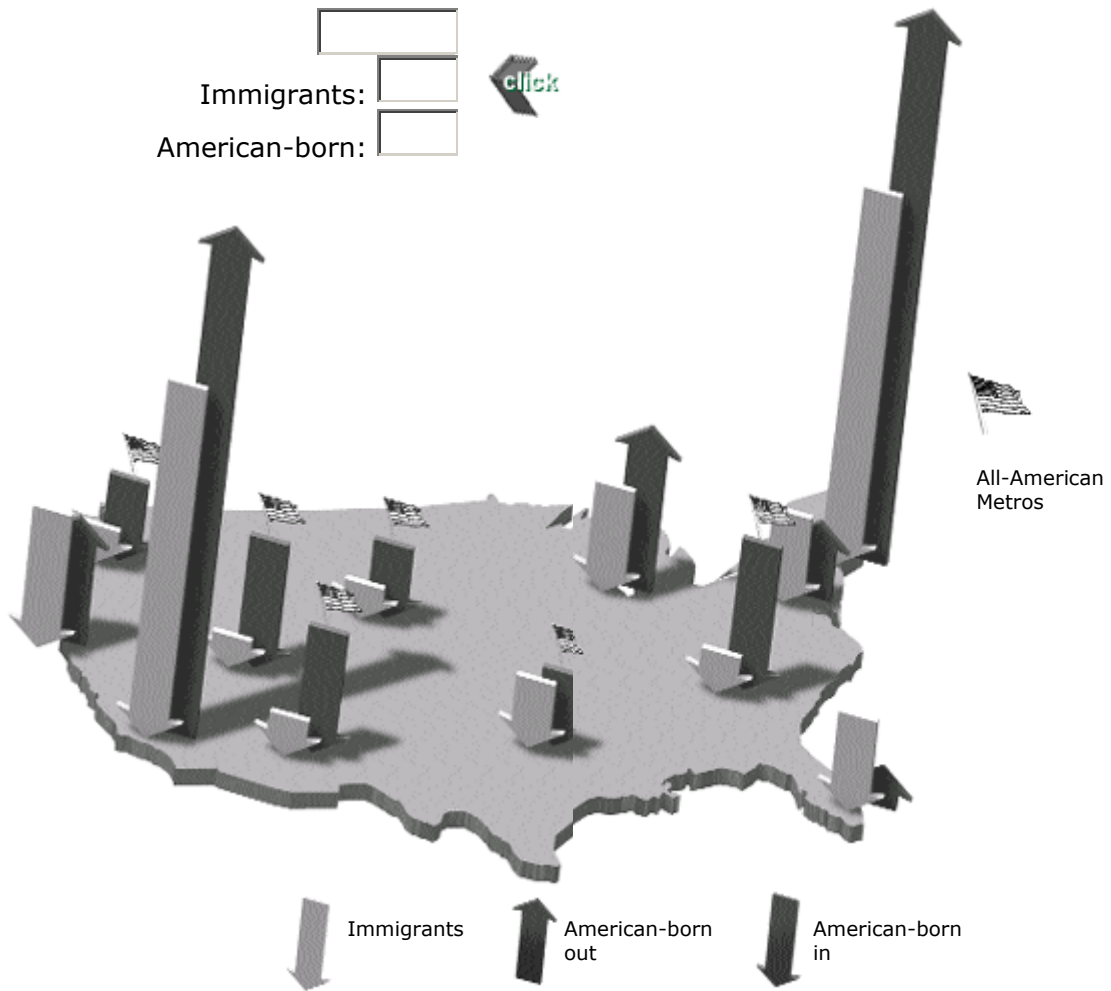 click
Immigrants:
American-born:
All-American
Metros
Immigrants
American-born
out
American-born
in